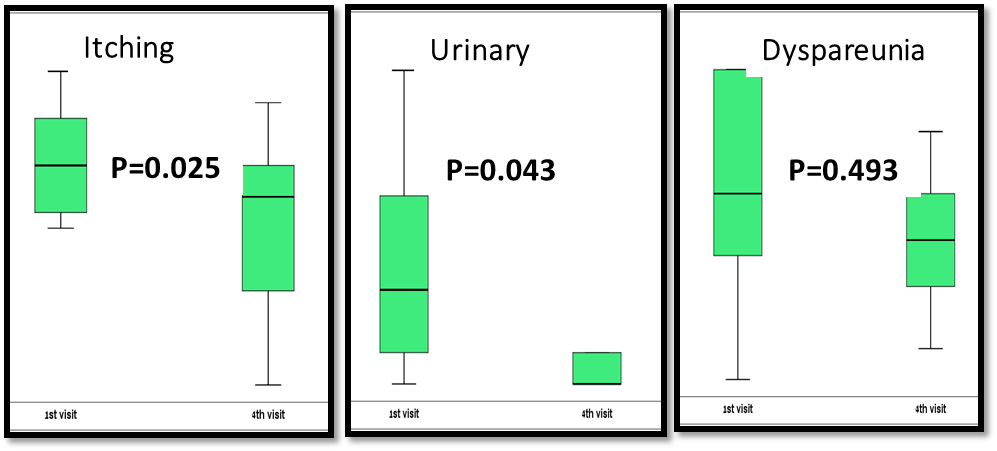 Itching
P=0.025
1st visit
4th visit
Urinary
P=0.043
1st visit
4th visit
Dyspareunia
P=0.493
1st visit
4th visit